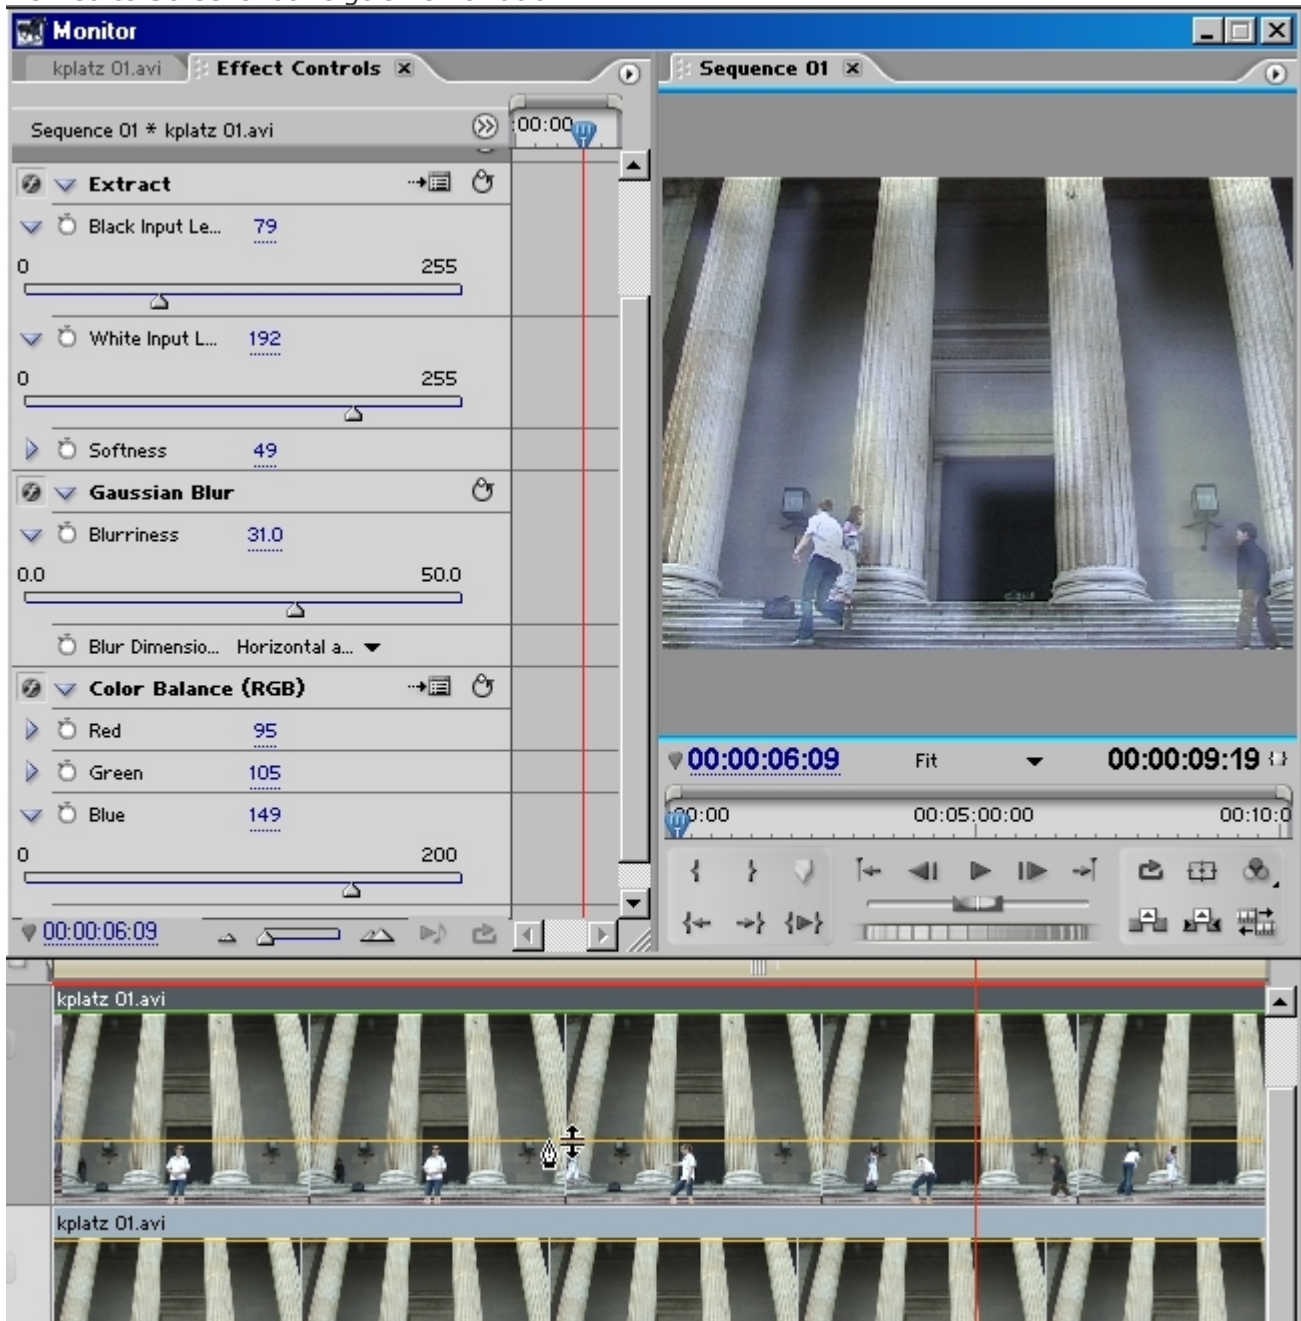 Monitor
kplatz 01.avi
Effect Controls
Sequence 01 * kplatz 01.avi
:00:00
Extract
Black Input Le... 79
0 255
White Input L... 192
0 255
Softness 49
Gaussian Blur
Blurriness 31.0
0.0 50.0
Blur Dimensio... Horizontal a...
Color Balance (RGB)
Red 95
Green 105
Blue 149
0 200
00:00:06:09
Sequence 01
00:00:06:09 Fit 00:00:09:19
00:05:00:00 00:10:0
kplatz 01.avi
kplatz 01.avi